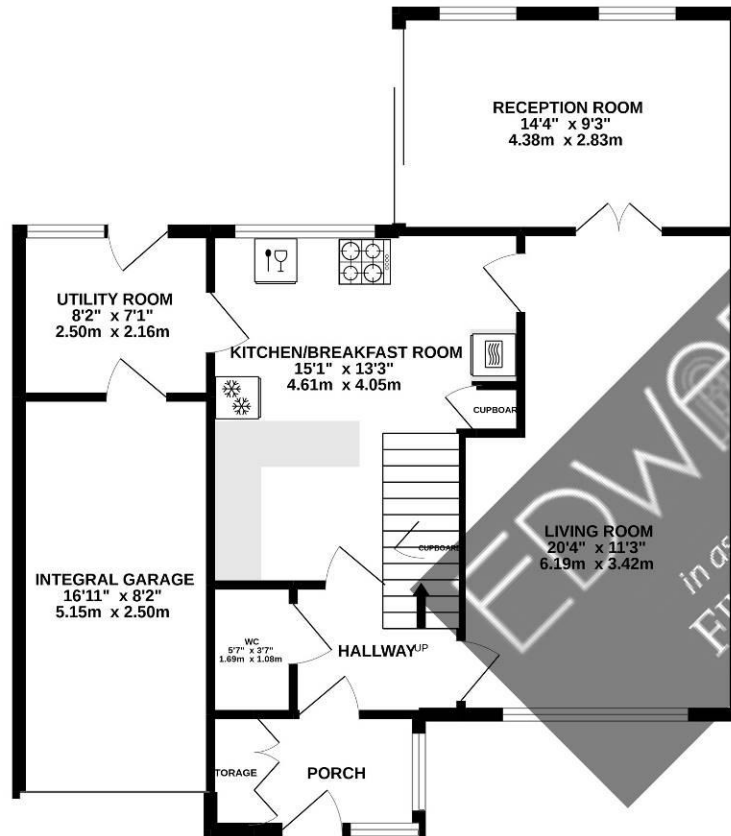 RECEPTION ROOM
14'4" x 9'3"
4.38m x 2.83m
UTILITY ROOM
8'2" x 7'1"
2.50m x 2.16m
KITCHEN/BREAKFAST ROOM
15'1" x 13'3"
4.61m x 4.05m
CUPBOAR
LIVING ROOM
20'4" x 11'3"
6.19m x 3.42m
CUPBOARD
INTEGRAL GARAGE
16'11" x 8'2"
5.15m x 2.50m
WC
5'7" x 3'7"
1.69m x 1.08m
HALLWAY
UP
TORAGE
PORCH
EDWA
in as